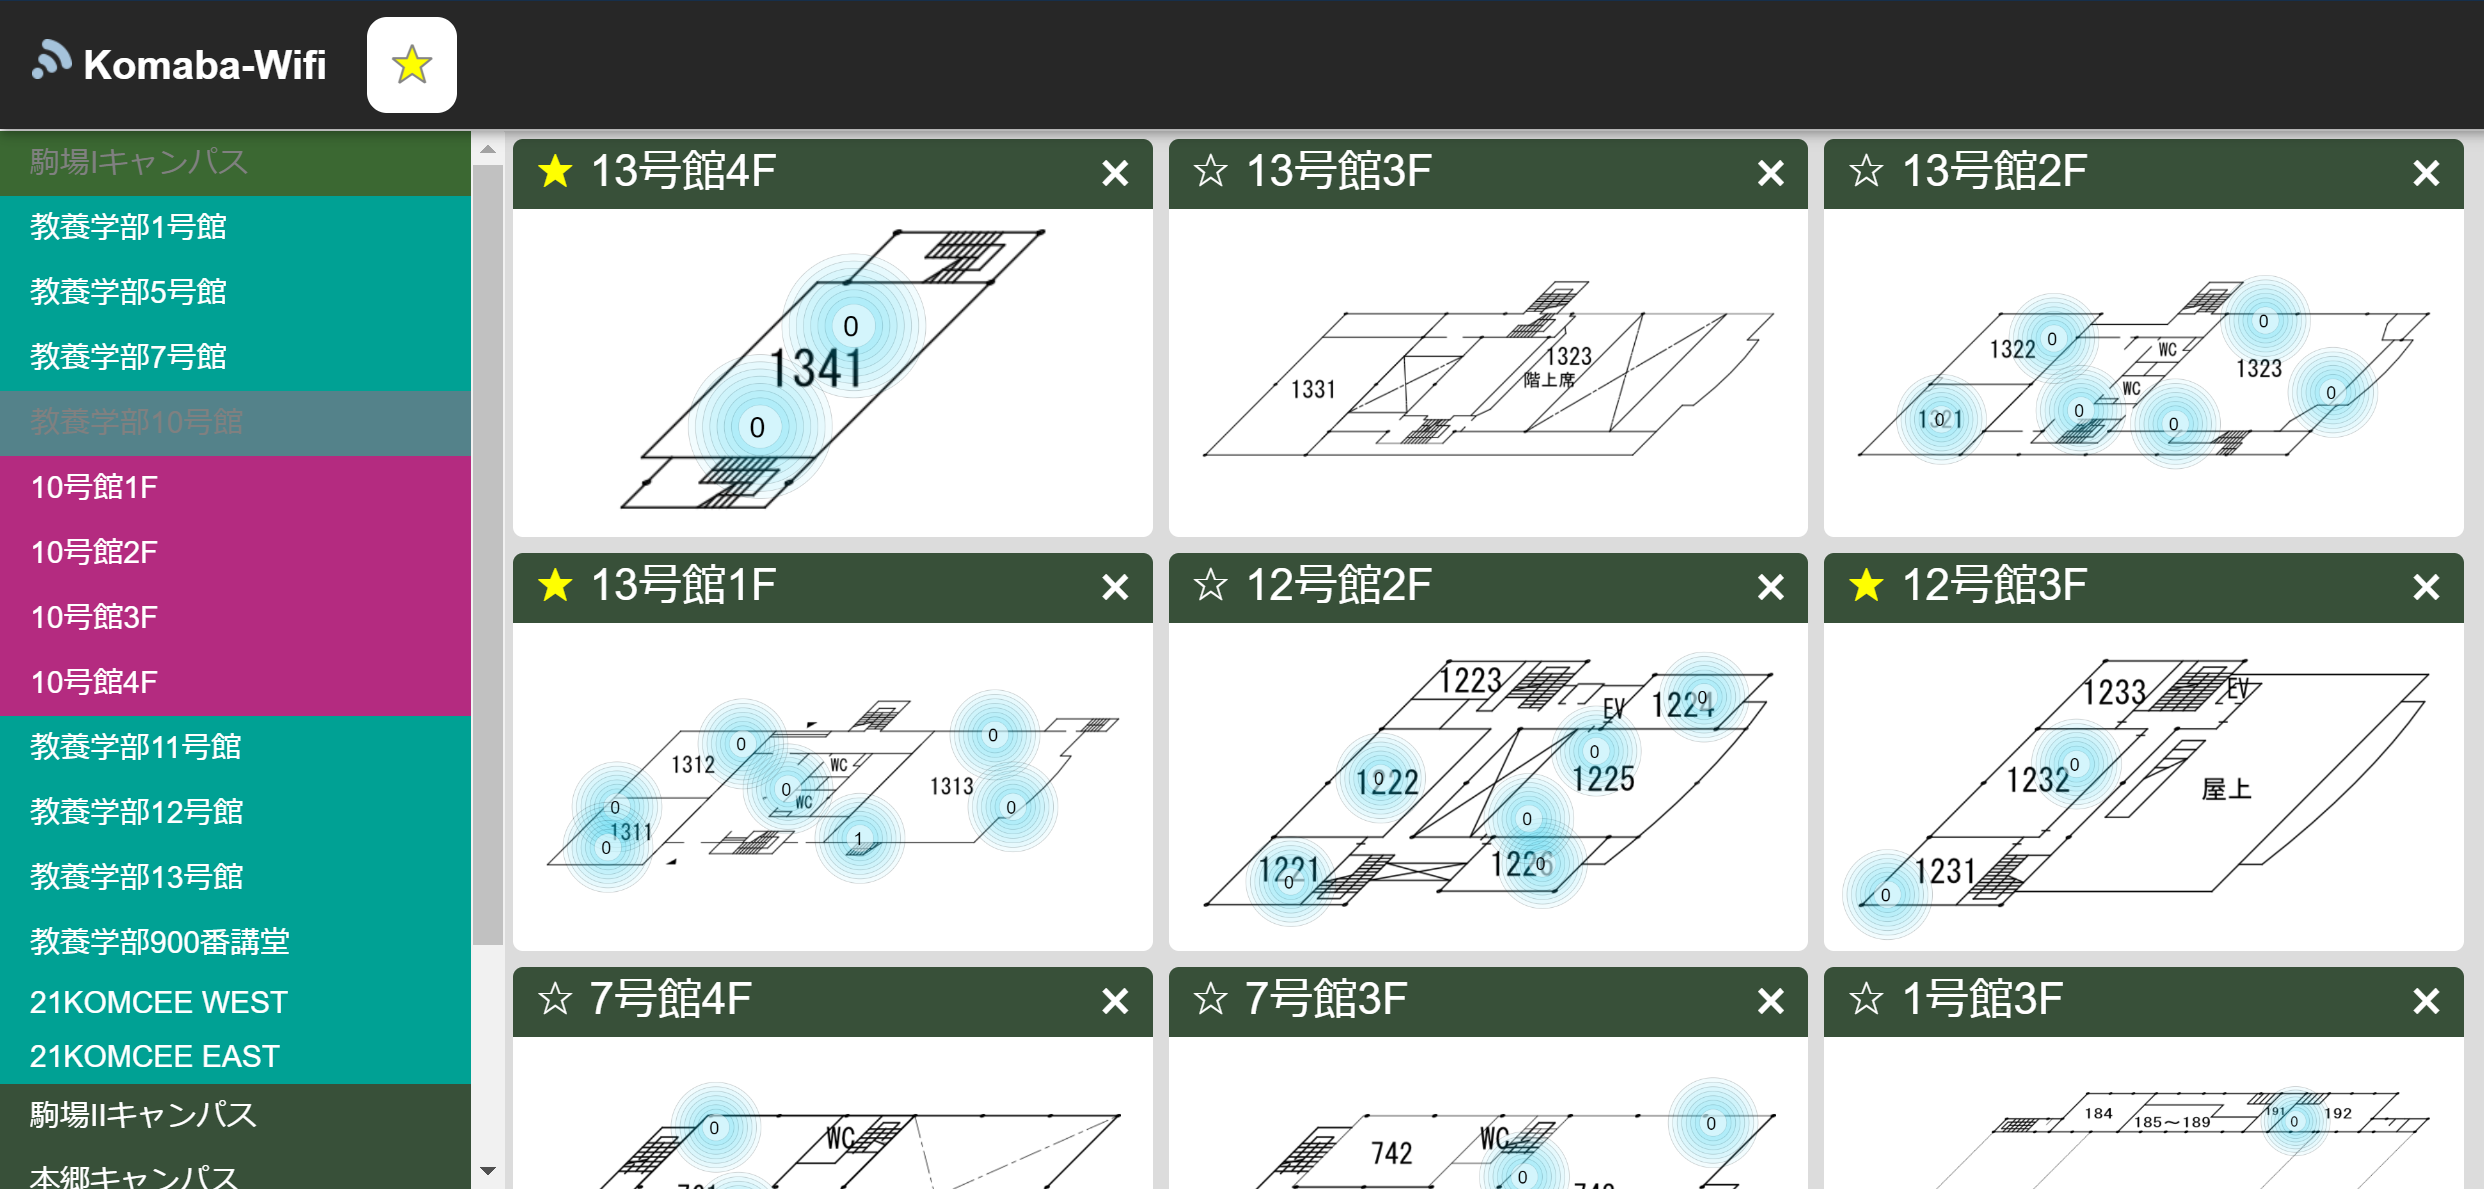 Komaba-Wifi
駒場Iキャンパス
教養学部1号館
教養学部5号館
教養学部7号館
教養学部10号館
10号館1F
10号館2F
10号館3F
10号館4F
教養学部11号館
教養学部12号館
教養学部13号館
教養学部900番講堂
21KOMCEE WEST
21KOMCEE EAST
駒場IIキャンパス
本郷キャンパス
★ 13号館4F ×
0
1341
0
☆ 13号館3F ×
1323
階上席
1331
☆ 13号館2F ×
0
0
1322
WC
1323
WC
0
0
1321
0
0
★ 13号館1F ×
0
0
1312
WC
1313
0
WC
0
0
1311
1
0
☆ 12号館2F ×
1223
0
EV
1224
0
1222
0
1225
0
1221
0
1226
0
★ 12号館3F ×
1233
EV
0
1232
屋上
1231
0
☆ 7号館4F ×
0
WC
☆ 7号館3F ×
0
742
WC
0
☆ 1号館3F ×
184
185～189
191
0
192